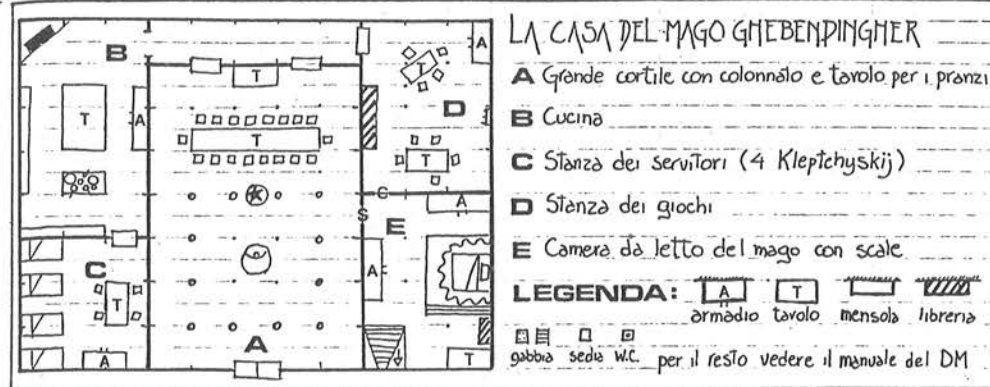 LA CASA DEL MAGO GHEBENPINGHER
A Grande cortile con colonnato e tavolo per i pranzi
B Cucina
C Stanza dei servitori (4 Kleptchyskij)
D Stanza dei giochi
E Camera da letto del mago con scale
LEGENDA: A T
armadio tavolo mensola libreria
gabbia sedia W.C. per il resto vedere il manuale del DM
B
T
A
T
T
A
T
D
A
T
C
S
E
A
A
C
T
A
A
T